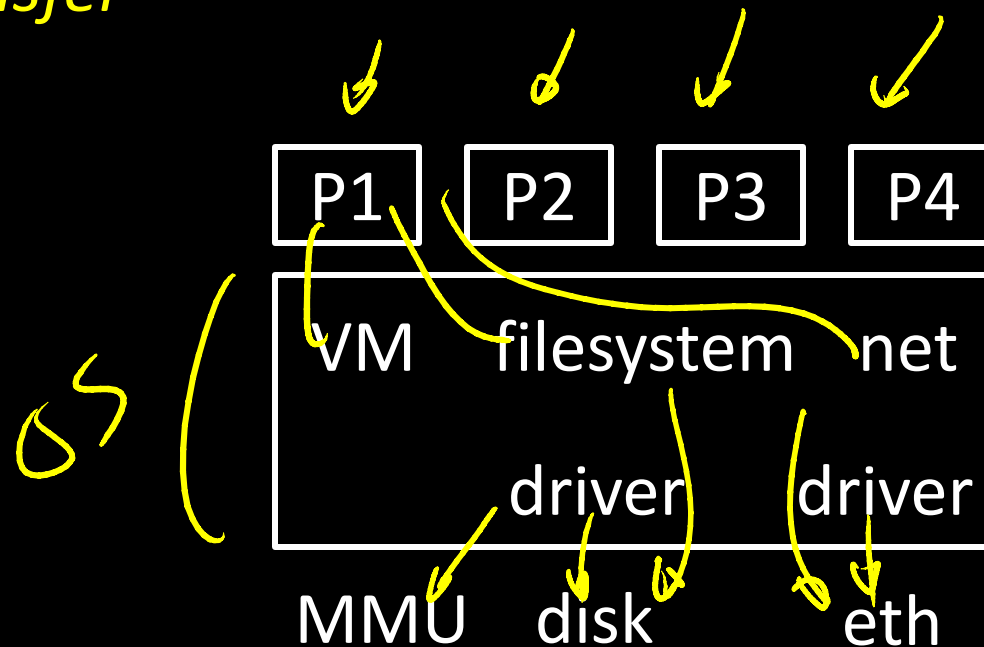 P1 P2 P3 P4
VM filesystem net
OS
driver driver
MMU disk eth